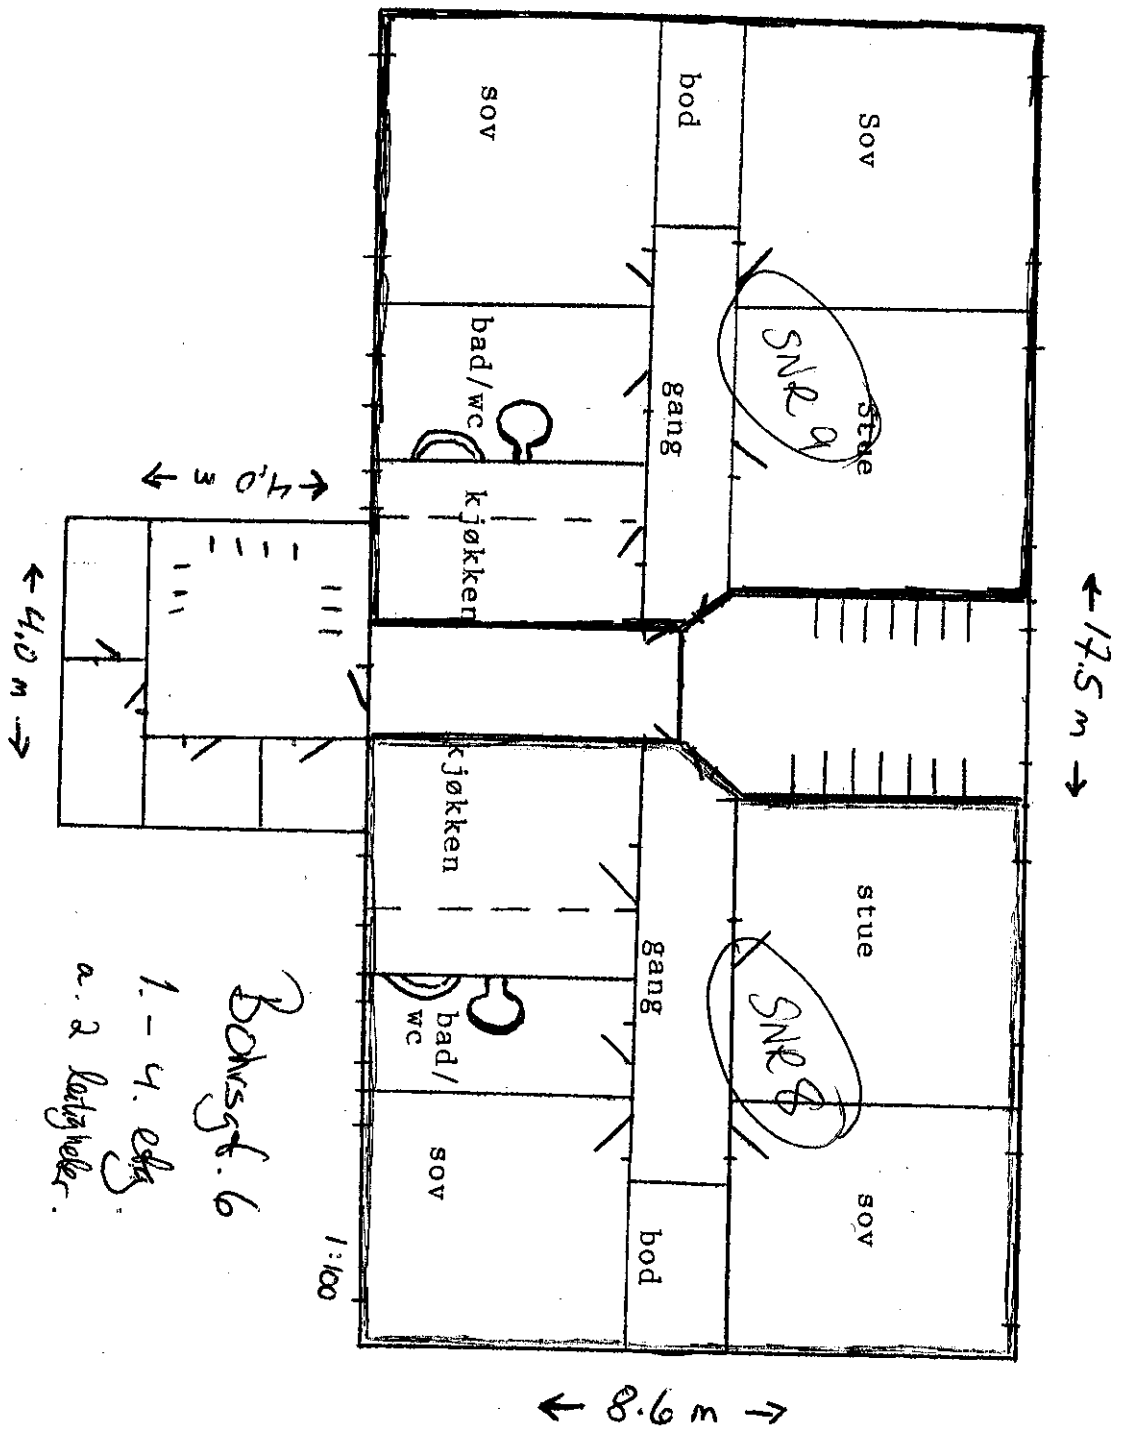 sov
bod
Sov
bad/wc
gang
SNR 9
Stue
kjøkken
4,0 m
4,0 m
17.5 m
kjøkken
gang
stue
bad/
wc
SNR 8
sov
bod
sov
Bohrsgt. 6
1. - 4. etg.
a. 2 leiligheter.
1:100
8.6 m